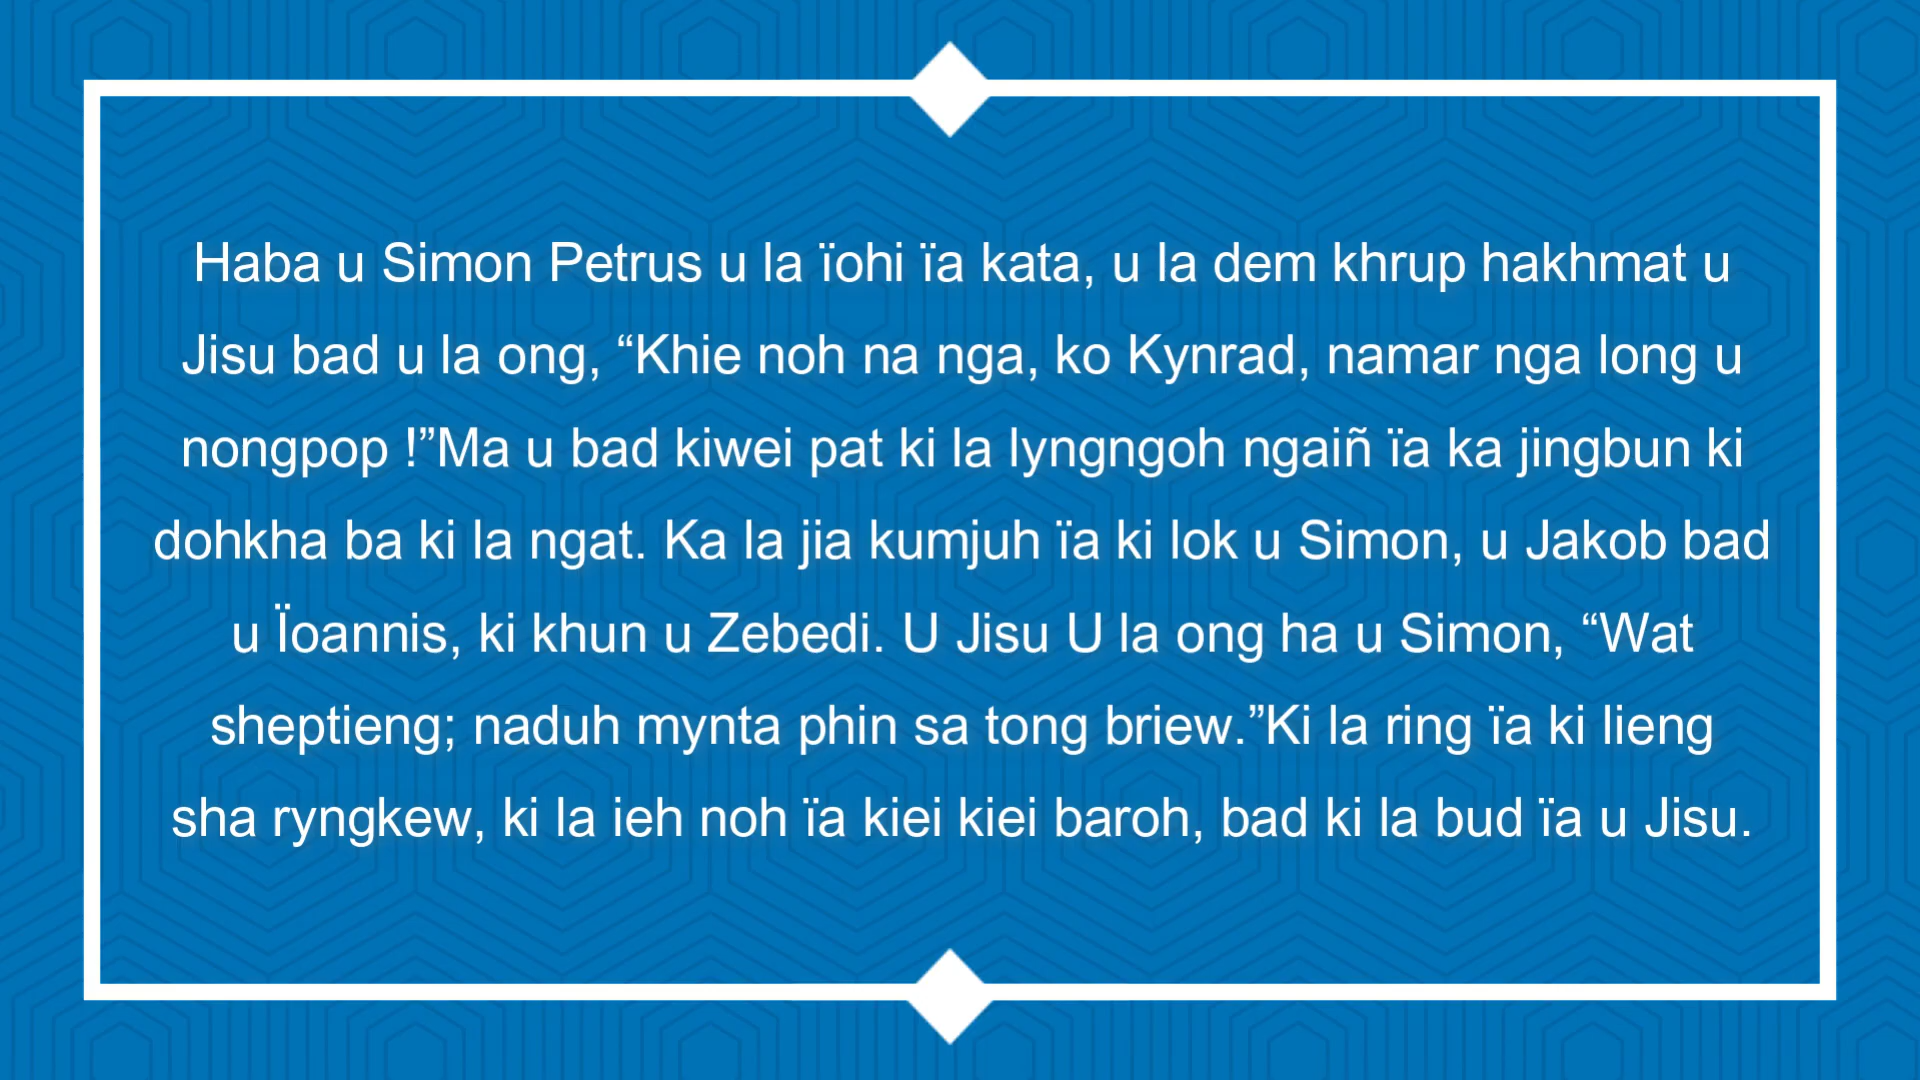 Haba u Simon Petrus u la ïohi ïa kata, u la dem khrup hakhmat u
Jisu bad u la ong, “Khie noh na nga, ko Kynrad, namar nga long u
nongpop !”Ma u bad kiwei pat ki la lyngngoh ngaiñ ïa ka jingbun ki
dohkha ba ki la ngat. Ka la jia kumjuh ïa ki lok u Simon, u Jakob bad
u Ïoannis, ki khun u Zebedi. U Jisu U la ong ha u Simon, “Wat
sheptieng; naduh mynta phin sa tong briew.”Ki la ring ïa ki lieng
sha ryngkew, ki la ieh noh ïa kiei kiei baroh, bad ki la bud ïa u Jisu.